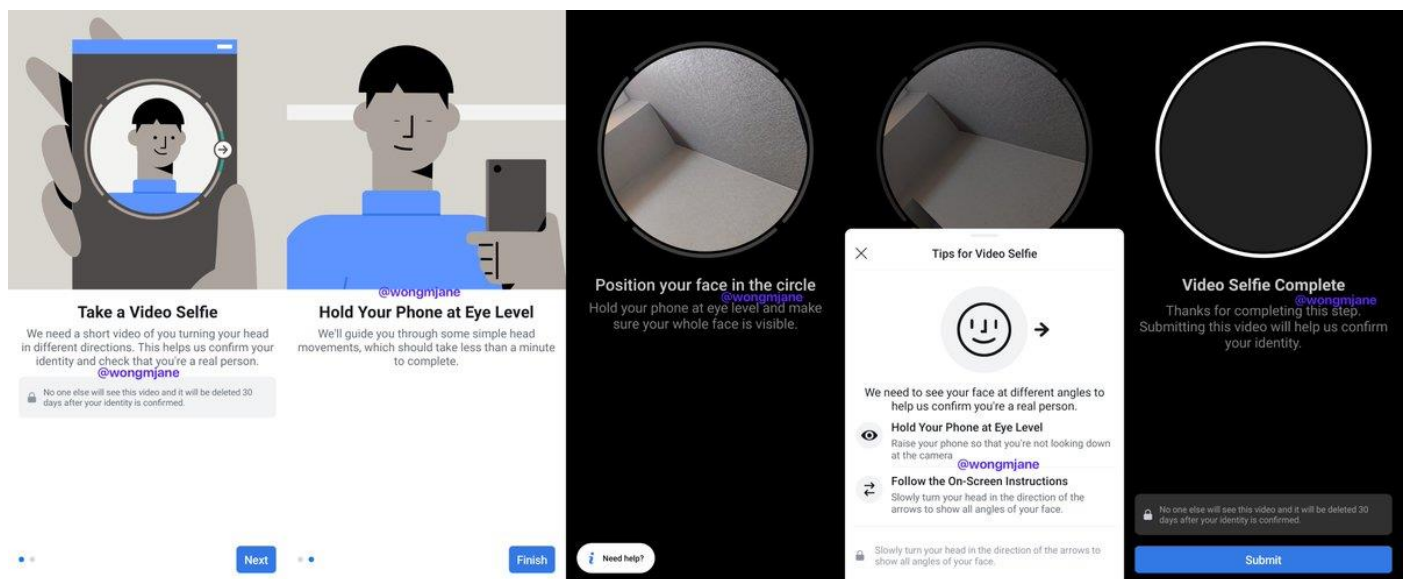 Take a Video Selfie
We need a short video of you turning your head
in different directions. This helps us confirm your
identity and check that you're a real person.
@wongmjane
No one else will see this video and it will be deleted 30
days after your identity is confirmed.
Next
@wongmjane
Hold Your Phone at Eye Level
We'll guide you through some simple head
movements, which should take less than a minute
to complete.
Finish
Position your face in the circle
@wongmjane
Hold your phone at eye level and make
sure your whole face is visible.
i Need help?
Tips for Video Selfie
We need to see your face at different angles to
help us confirm you're a real person.
Hold Your Phone at Eye Level
Raise your phone so that you're not looking down
at the camera
@wongmjane
Follow the On-Screen Instructions
Slowly turn your head in the direction of the
arrows to show all angles of your face.
Slowly turn your head in the direction of the arrows to
show all angles of your face.
Video Selfie Complete
@wongmjane
Thanks for completing this step.
Submitting this video will help us confirm
your identity.
No one else will see this video and it will be deleted 30
days after your identity is confirmed.
Submit